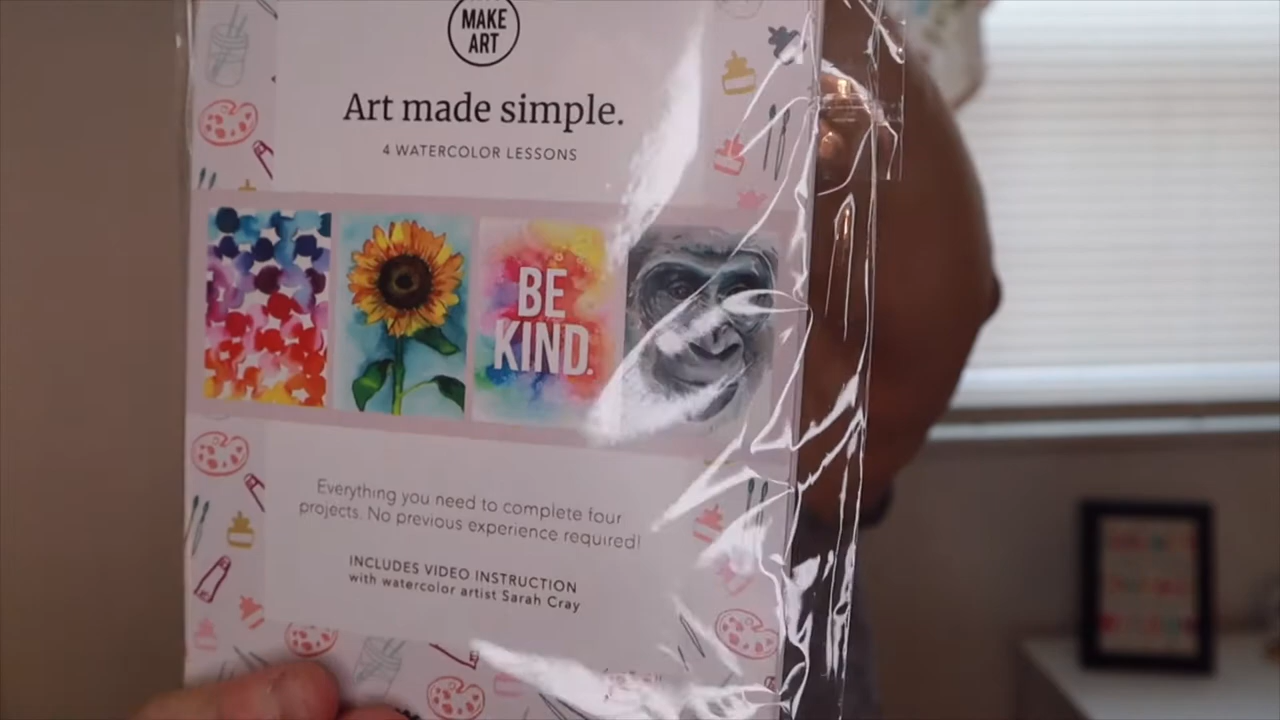 MAKE
ART
Art made simple.
4 WATERCOLOR LESSONS
BE
KIND.
Everything you need to complete four
projects. No previous experience required!
INCLUDES VIDEO INSTRUCTION
with watercolor artist Sarah Cray